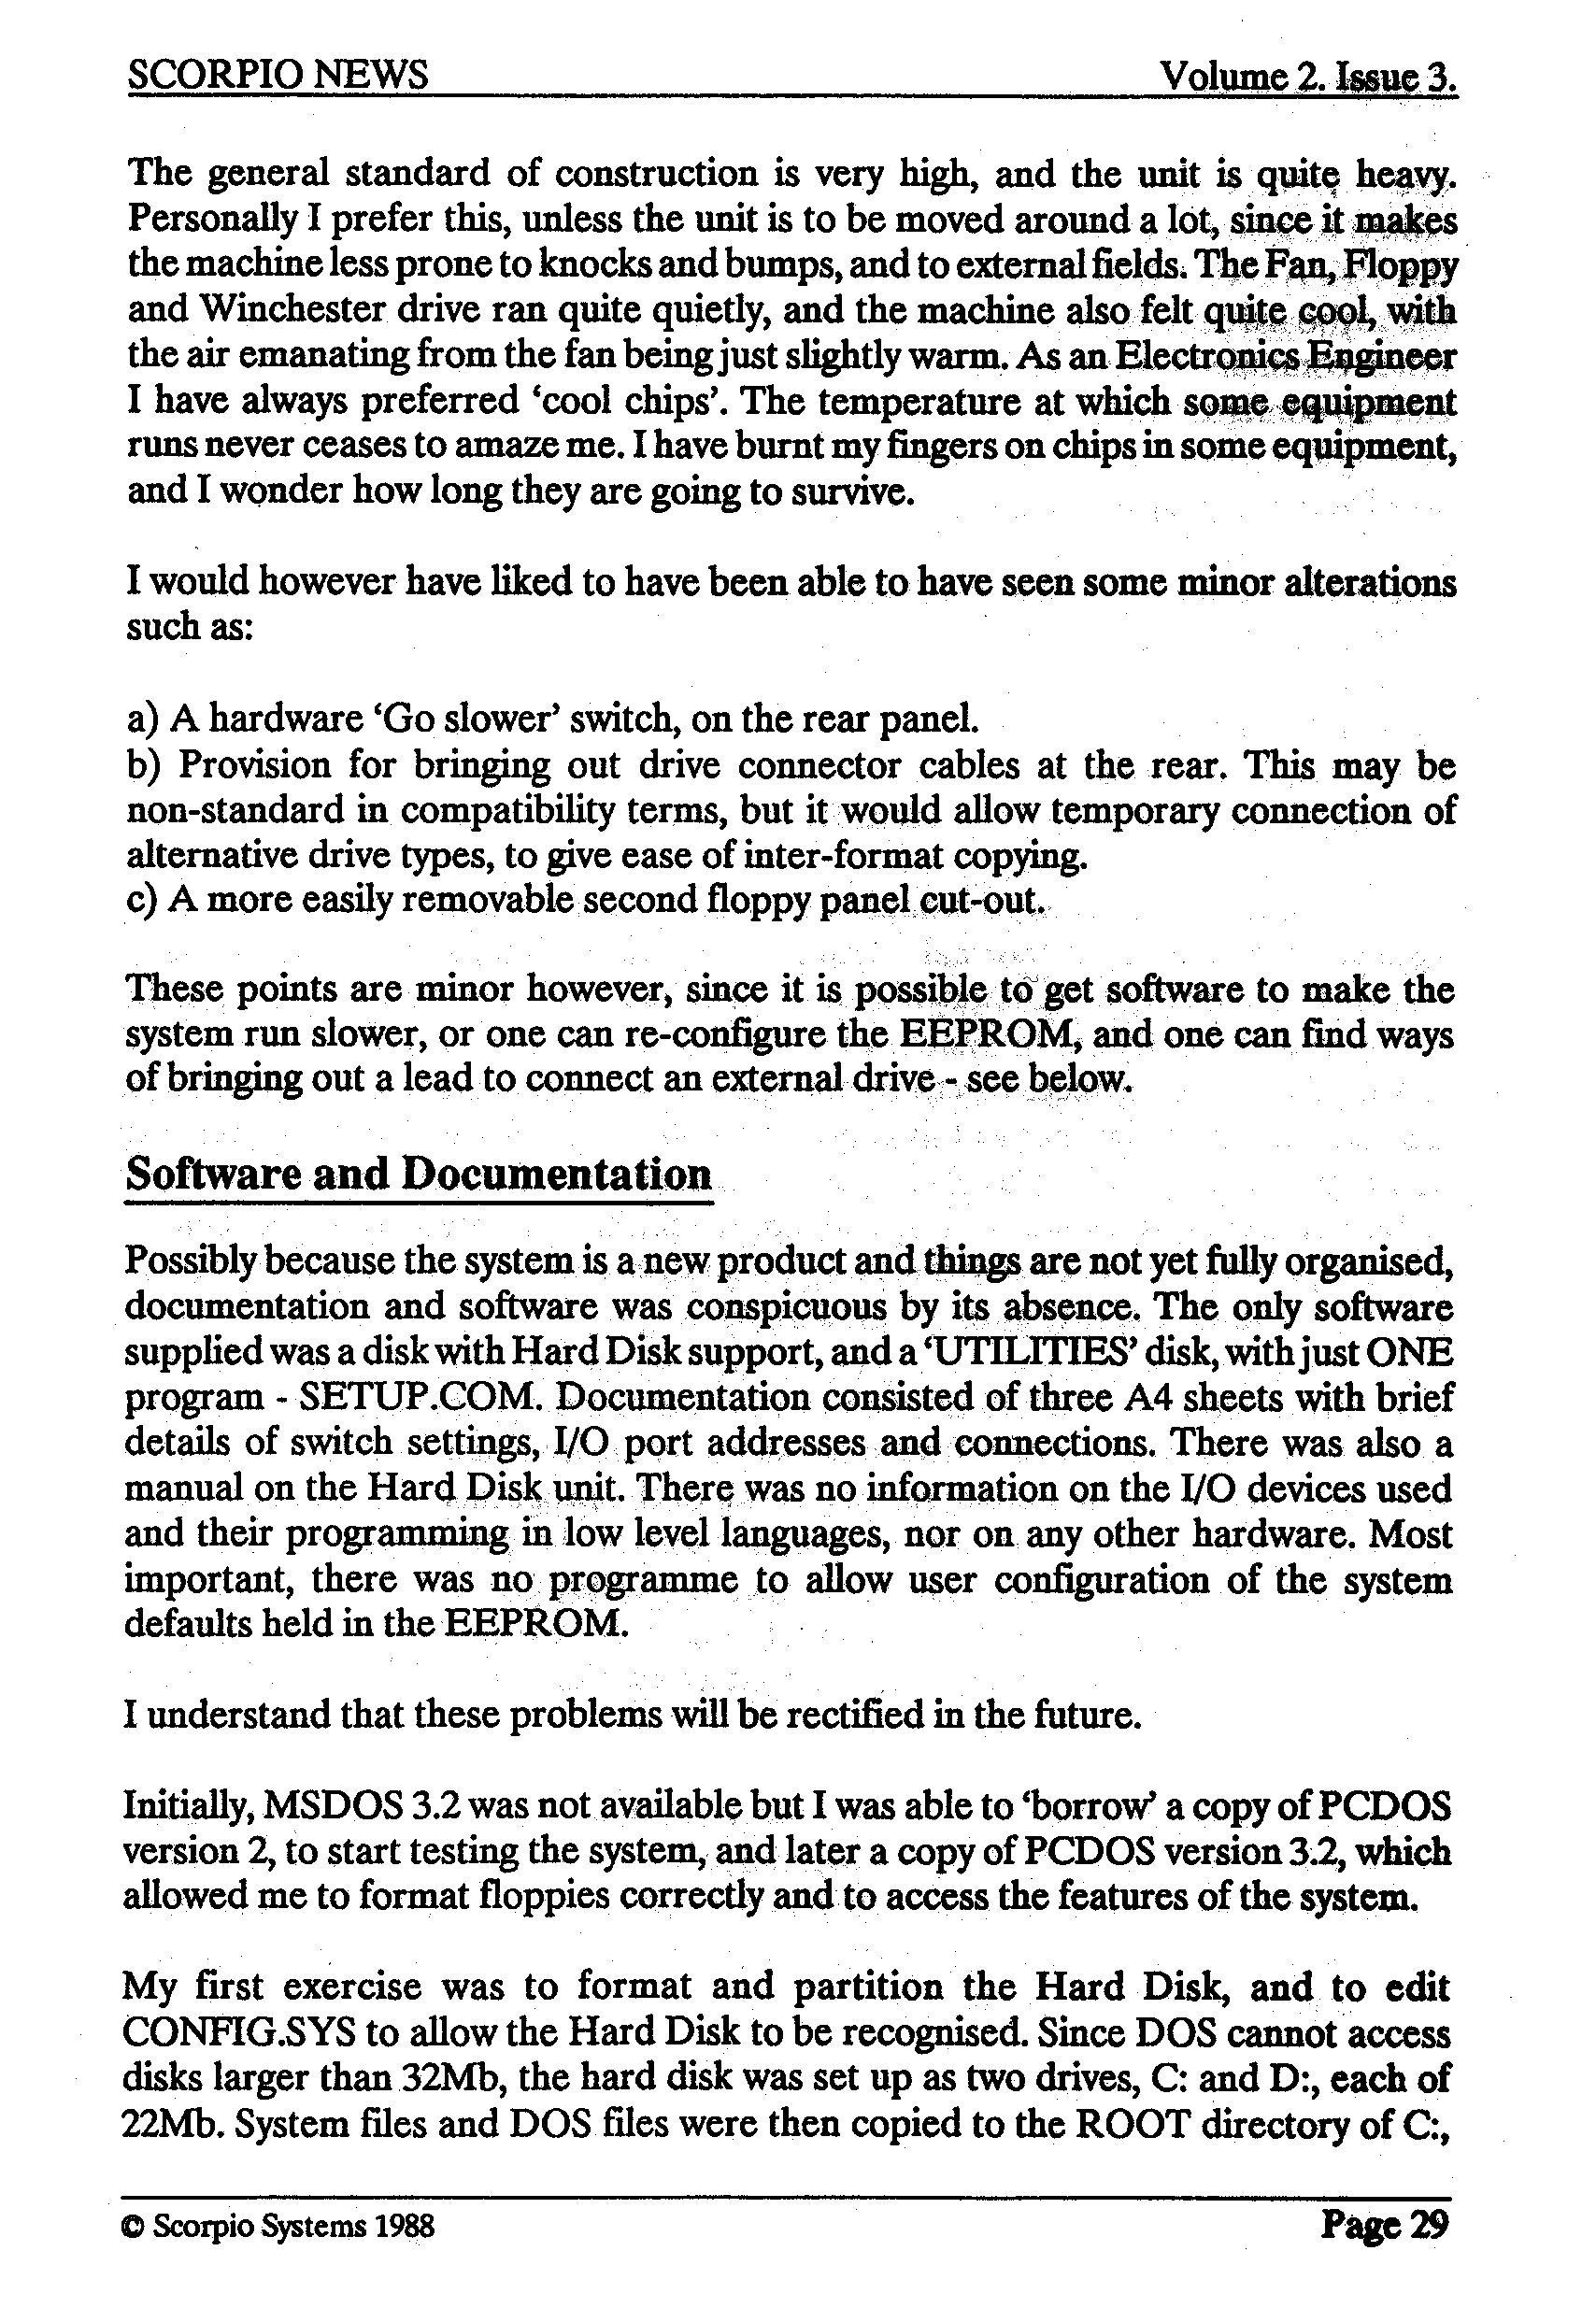 SCORPIO NEWS Volume 2. Issue 3.
The general standard of construction is very high, and the unit is quite heavy.
Personally I prefer this, unless the unit is to be moved around a lot, since it makes
the machine less prone to knocks and bumps, and to external fields. The Fan, Floppy
and Winchester drive ran quite quietly, and the machine also felt quite cool, with
the air emanating from the fan being just slightly warm. As an Electronics Engineer
I have always preferred ‘cool chips’. The temperature at which some equipment
runs never ceases to amaze me. I have burnt my fingers on chips in some equipment,
and I wonder how long they are going to survive.
I would however have liked to have been able to have seen some minor alterations
such as:
a) A hardware ‘Go slower’ switch, on the rear panel.
b) Provision for bringing out drive connector cables at the rear. This may be
non-standard in compatibility terms, but it would allow temporary connection of
alternative drive types, to give ease of inter-format copying.
c) A more easily removable second floppy panel cut-out.
These points are minor however, since it is possible to get software to make the
system run slower, or one can re-configure the EEPROM, and one can find ways
of bringing out a lead to connect an external drive - see below.
Software and Documentation
Possibly because the system is a new product and things are not yet fully organised,
documentation and software was conspicuous by its absence. The only software
supplied was a disk with Hard Disk support, and a ‘UTILITIES’ disk, with just ONE
program - SETUP.COM. Documentation consisted of three A4 sheets with brief
details of switch settings, I/O port addresses and connections. There was also a
manual on the Hard Disk unit. There was no information on the I/O devices used
and their programming in low level languages, nor on any other hardware. Most
important, there was no programme to allow user configuration of the system
defaults held in the EEPROM.
I understand that these problems will be rectified in the future.
Initially, MSDOS 3.2 was not available but I was able to ‘borrow’ a copy of PCDOS
version 2, to start testing the system, and later a copy of PCDOS version 3.2, which
allowed me to format floppies correctly and to access the features of the system.
My first exercise was to format and partition the Hard Disk, and to edit
CONFIG.SYS to allow the Hard Disk to be recognised. Since DOS cannot access
disks larger than 32Mb, the hard disk was set up as two drives, C: and D:, each of
22Mb. System files and DOS files were then copied to the ROOT directory of C:,
© Scorpio Systems 1988 Page 29